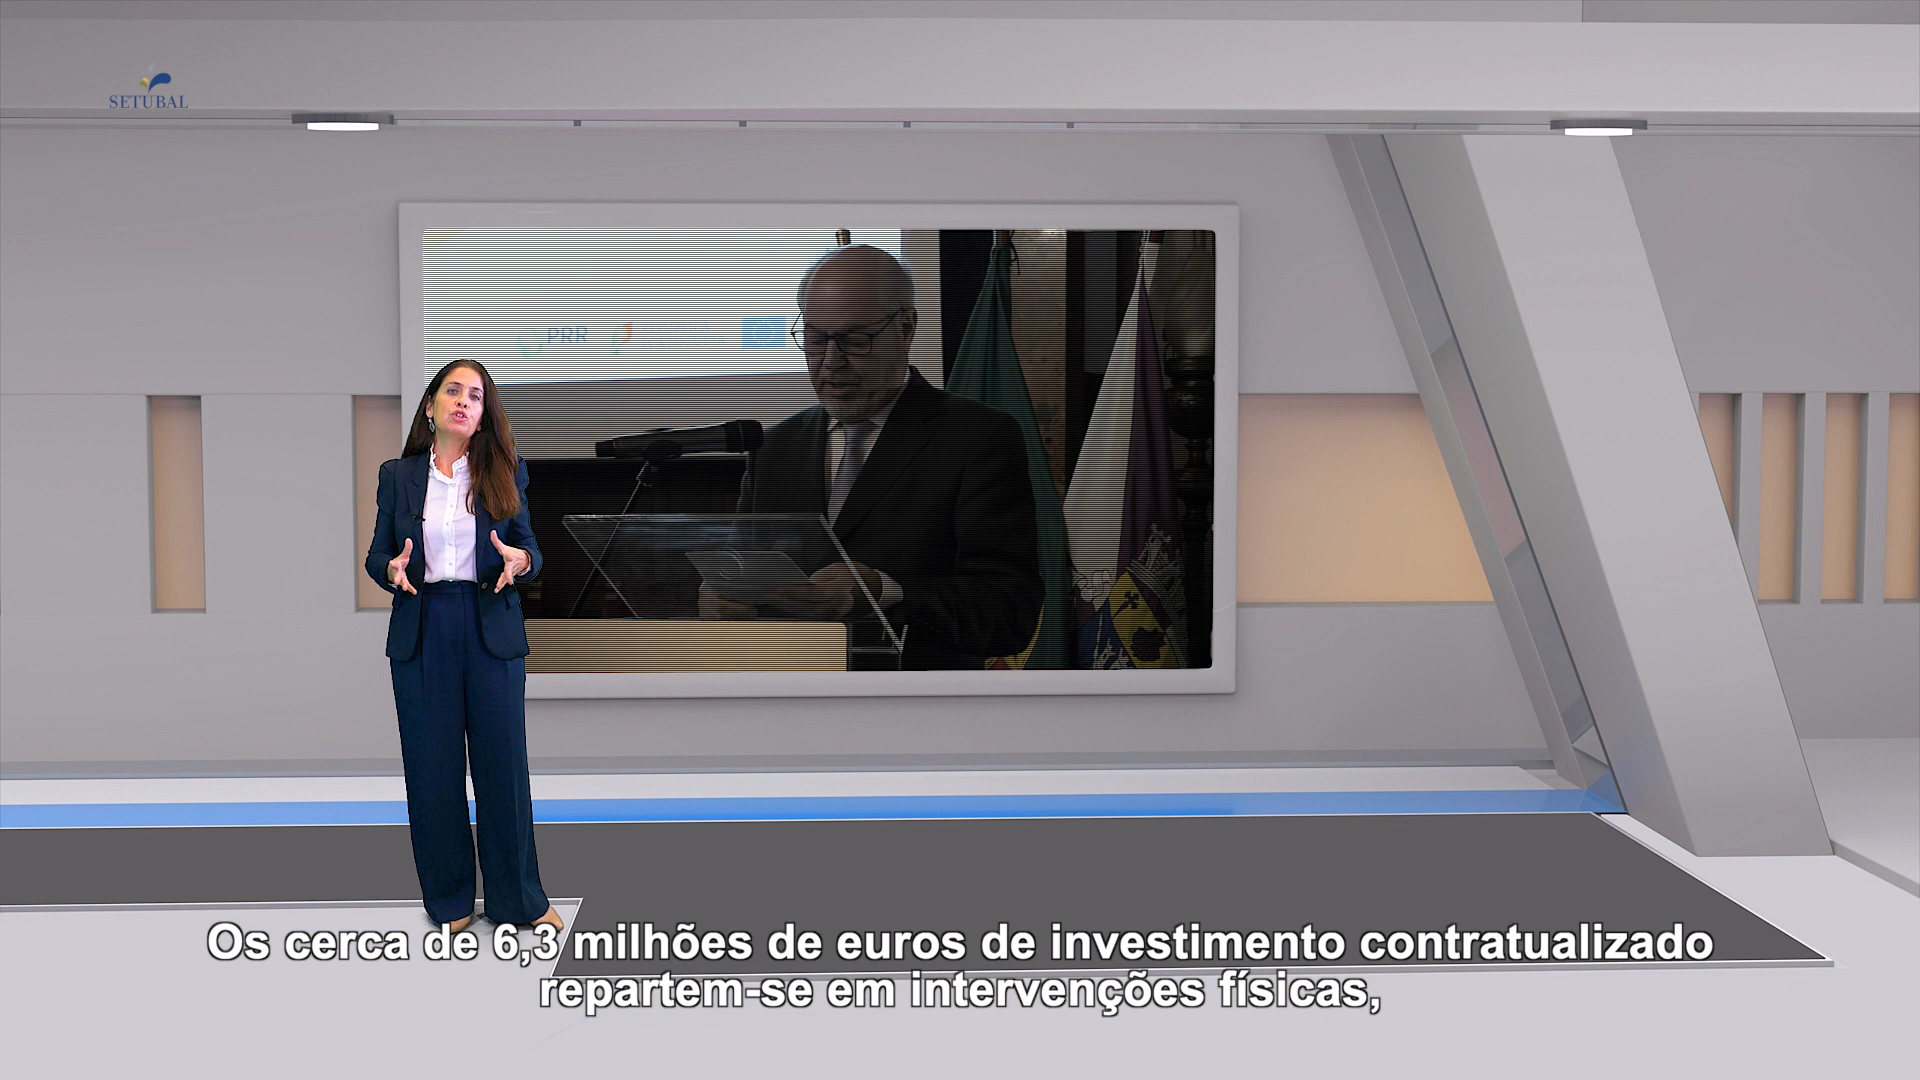 SETUBAL
PRR
Os cerca de 6,3 milhões de euros de investimento contratualizado
repartem-se em intervenções físicas,